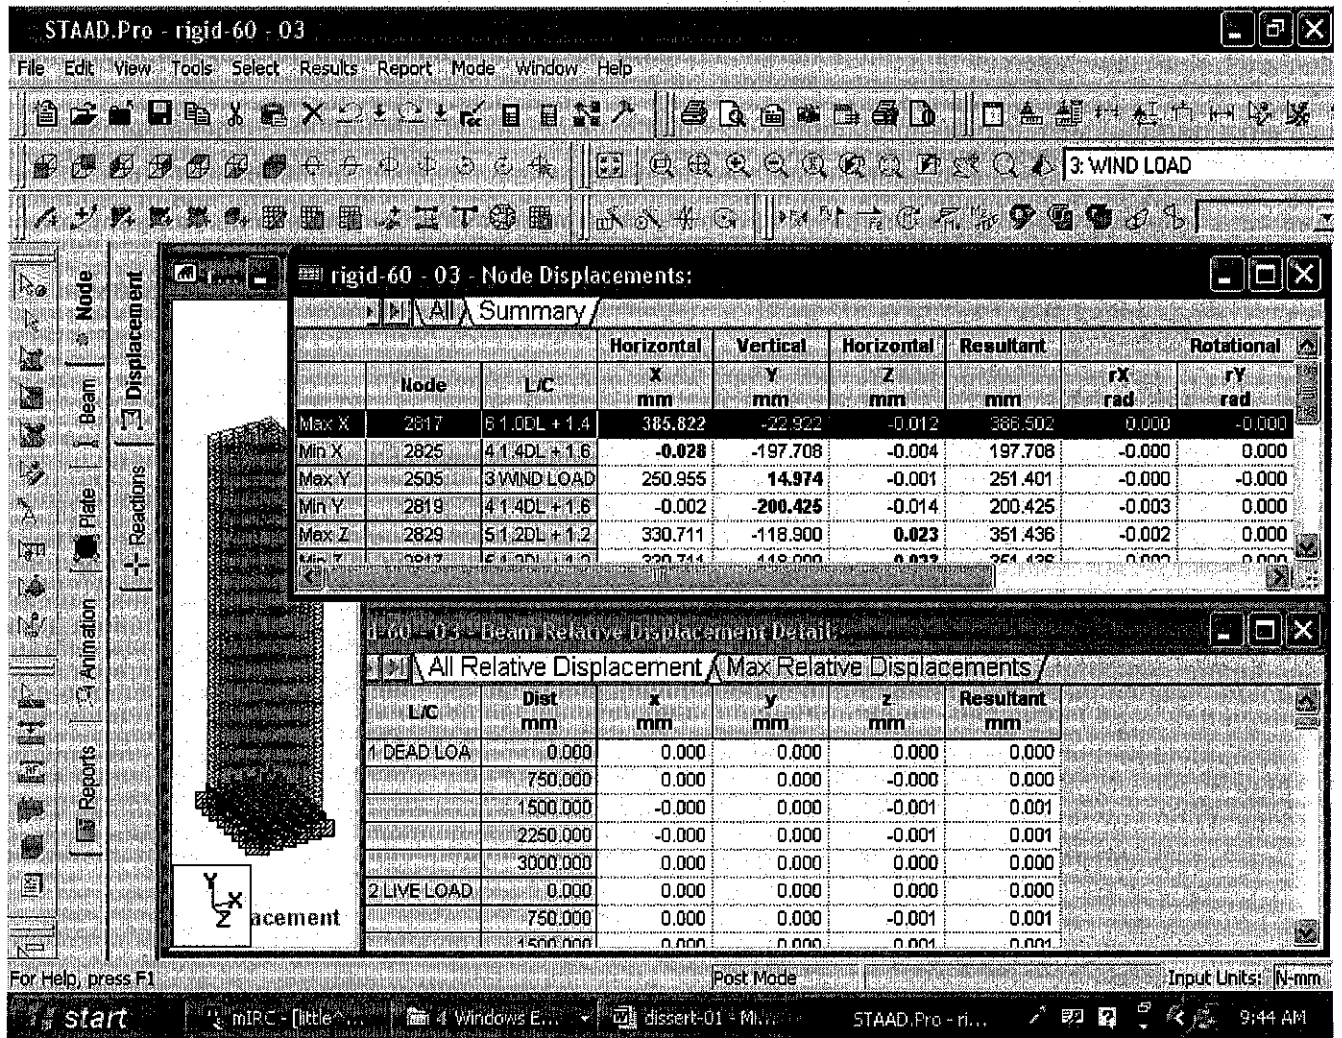 STAAD.Pro - rigid-60 - 03
File Edit View Tools Select Results Report Mode Window Help
3: WIND LOAD
Node
Beam
Plate
Animation
Reports
Displacement
Reactions
rigid-60 - 03 - Node Displacements:
All Summary
Horizontal Vertical Horizontal Resultant Rotational
Node L/C X mm Y mm Z mm mm rX rad rY rad
Max X 2817 6 1.0DL + 1.4 385.822 -22.922 -0.012 386.502 0.000 -0.000
Min X 2825 4 1.4DL + 1.6 -0.028 -197.708 -0.004 197.708 -0.000 0.000
Max Y 2505 3 WIND LOAD 250.955 14.974 -0.001 251.401 -0.000 -0.000
Min Y 2819 4 1.4DL + 1.6 -0.002 -200.425 -0.014 200.425 -0.003 0.000
Max Z 2829 5 1.2DL + 1.2 330.711 -118.900 0.023 351.436 -0.002 0.000
d-60 - 03 - Beam Relative Displacement Detail:
All Relative Displacement Max Relative Displacements
L/C Dist mm x mm y mm z mm Resultant mm
1 DEAD LOA 0.000 0.000 0.000 0.000 0.000
750.000 0.000 0.000 -0.000 0.000
1500.000 -0.000 0.000 -0.001 0.001
2250.000 -0.000 0.000 -0.001 0.001
3000.000 0.000 0.000 0.000 0.000
2 LIVE LOAD 0.000 0.000 0.000 0.000 0.000
750.000 0.000 0.000 -0.001 0.001
Y
X
Z
acement
For Help, press F1 Post Mode Input Units: N-mm
start mIRC - [little 4 Windows E... dissert-01 - Mi... STAAD.Pro - ri... 9:44 AM